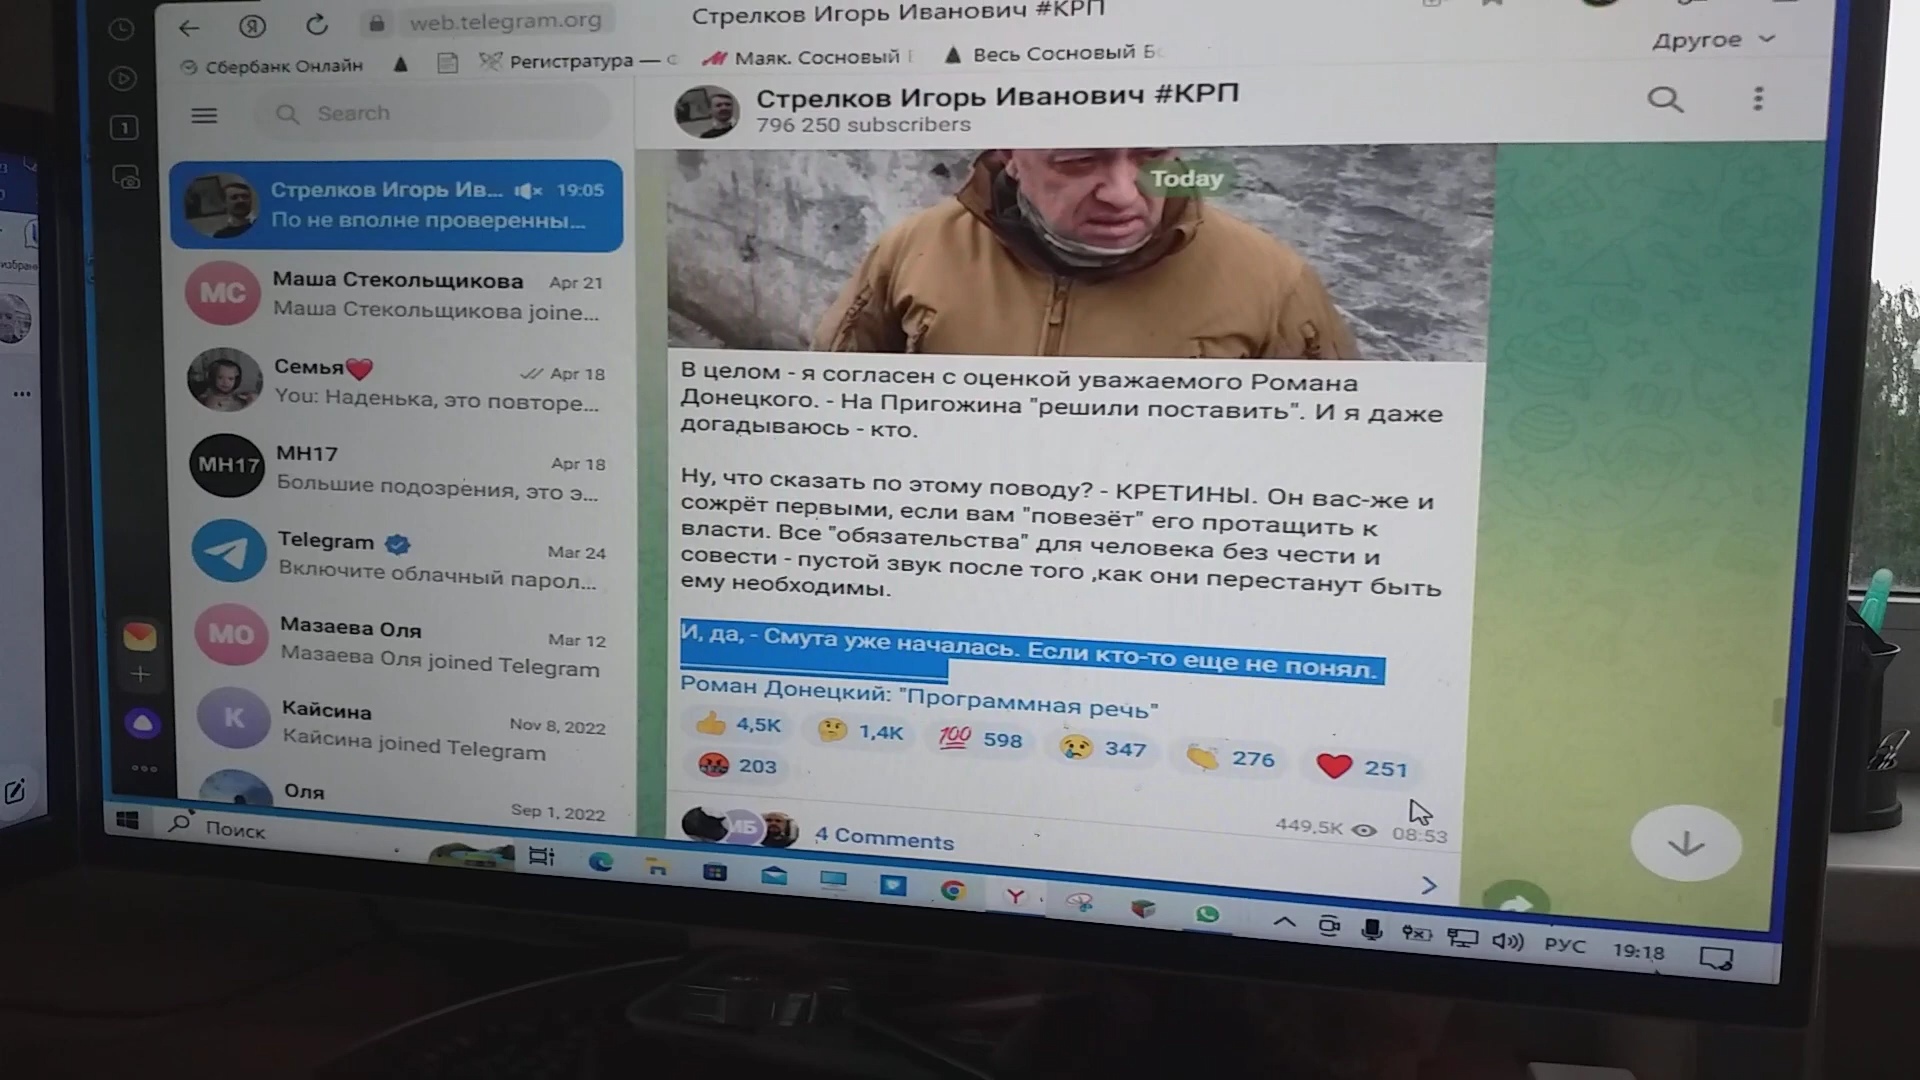 web.telegram.org
Стрелков Игорь Иванович #КРП
Сбербанк Онлайн
Регистратура —
Маяк. Сосновый
Весь Сосновый Б
Другое
1
Search
Стрелков Игорь Иванович #КРП
796 250 subscribers
Стрелков Игорь Ив... 19:05
По не вполне проверенны...
МС
Маша Стекольщикова Apr 21
Маша Стекольщикова joine...
Семья Apr 18
You: Наденька, это повторе...
МН17
МН17 Apr 18
Большие подозрения, это э...
Telegram Mar 24
Включите облачный парол...
МО
Мазаева Оля Mar 12
Мазаева Оля joined Telegram
К
Кайсина Nov 8, 2022
Кайсина joined Telegram
Оля Sep 1, 2022
Today
В целом - я согласен с оценкой уважаемого Романа
Донецкого. - На Пригожина "решили поставить". И я даже
догадываюсь - кто.
Ну, что сказать по этому поводу? - КРЕТИНЫ. Он вас-же и
сожрёт первыми, если вам "повезёт" его протащить к
власти. Все "обязательства" для человека без чести и
совести - пустой звук после того ,как они перестанут быть
ему необходимы.
И, да, - Смута уже началась. Если кто-то еще не понял.
Роман Донецкий: "Программная речь"
4,5K 1,4K 100 598 347 276 251
203
МБ
4 Comments
449,5K 08:53
Поиск
РУС
19:18